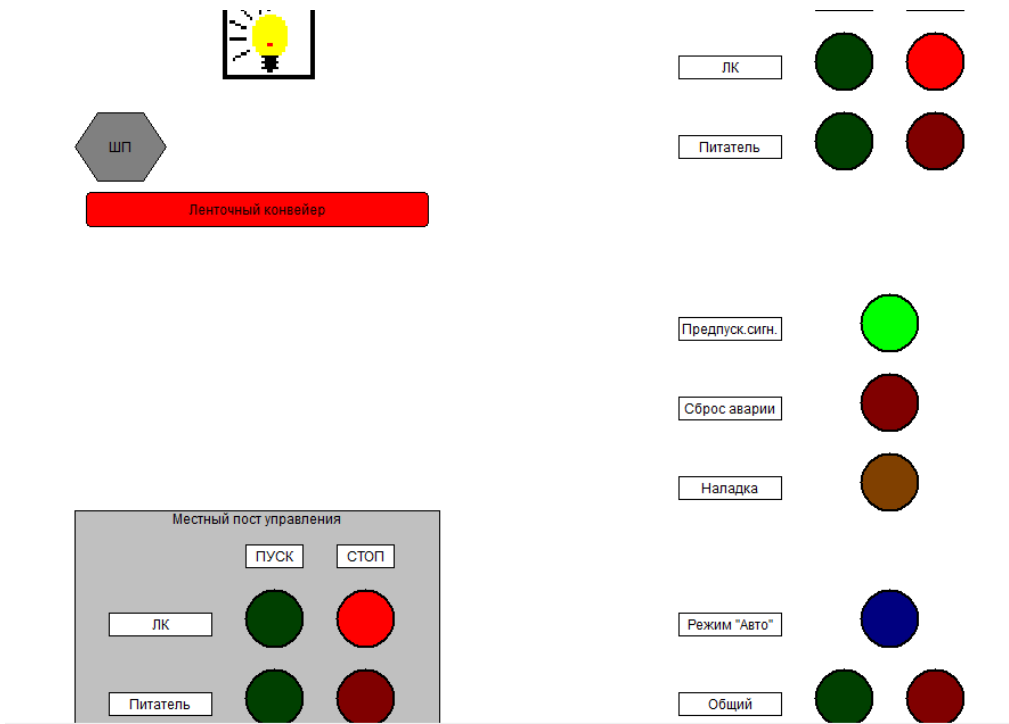 ЛК
ШП
Питатель
Ленточный конвейер
Предпуск.сигн.
Сброс аварии
Наладка
Местный пост управления
ПУСК СТОП
ЛК
Режим "Авто"
Питатель
Общий